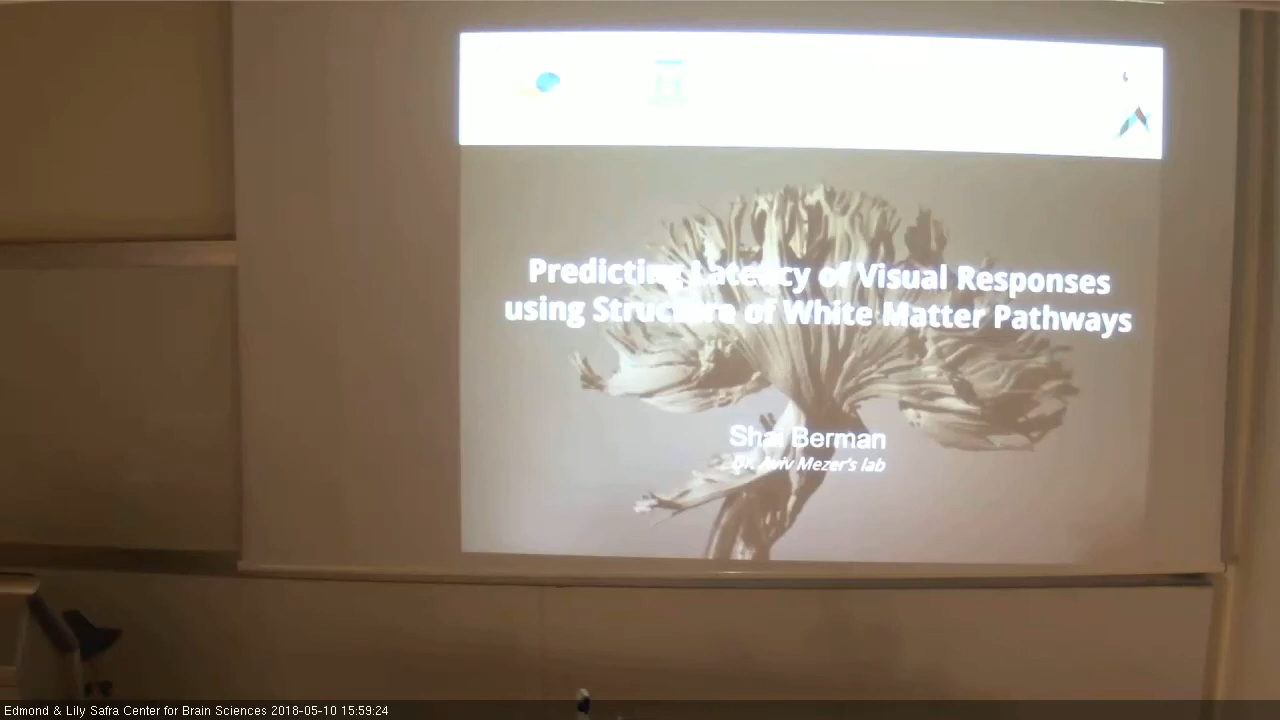 Predicting Latency of Visual Responses
using Structure of White Matter Pathways
Shai Berman
Dr. Aviv Mezer's lab
Edmond & Lily Safra Center for Brain Sciences 2018-05-10 15:59:24